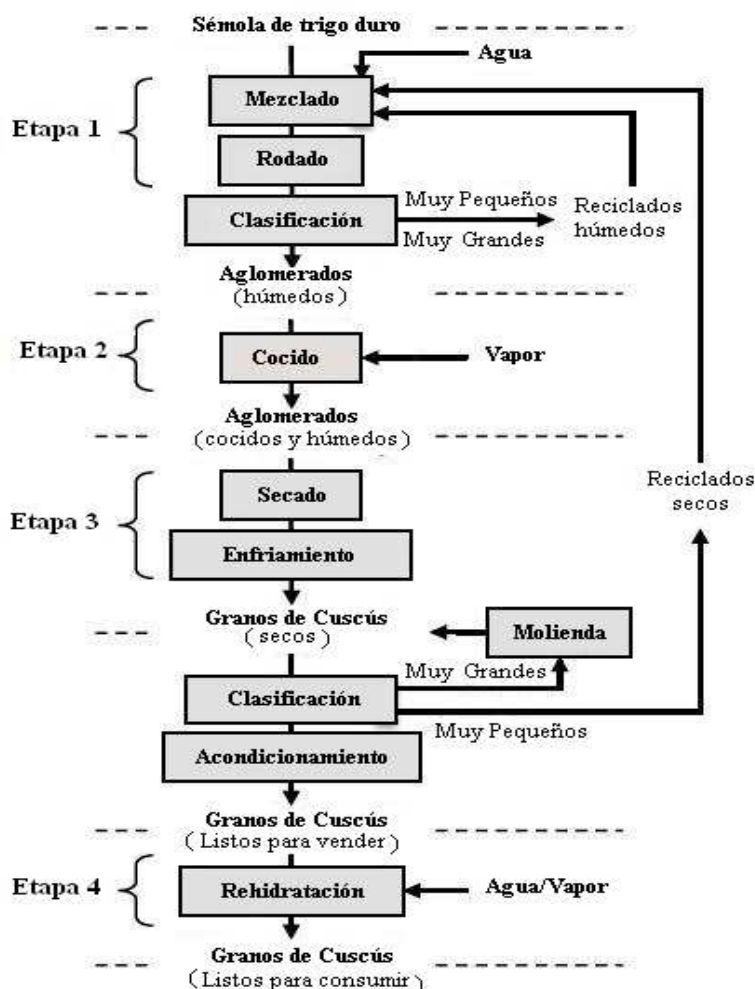 Sémola de trigo duro
Agua
Etapa 1
Mezclado
Rodado
Clasificación
Muy Pequeños
Muy Grandes
Reciclados
húmedos
Aglomerados
(húmedos)
Etapa 2
Cocido
Vapor
Aglomerados
(cocidos y húmedos)
Etapa 3
Secado
Enfriamiento
Reciclados
secos
Granos de Cuscús
(secos)
Molienda
Muy Grandes
Clasificación
Muy Pequeños
Acondicionamiento
Granos de Cuscús
(Listos para vender)
Etapa 4
Rehidratación
Agua/Vapor
Granos de Cuscús
(Listos para consumir)